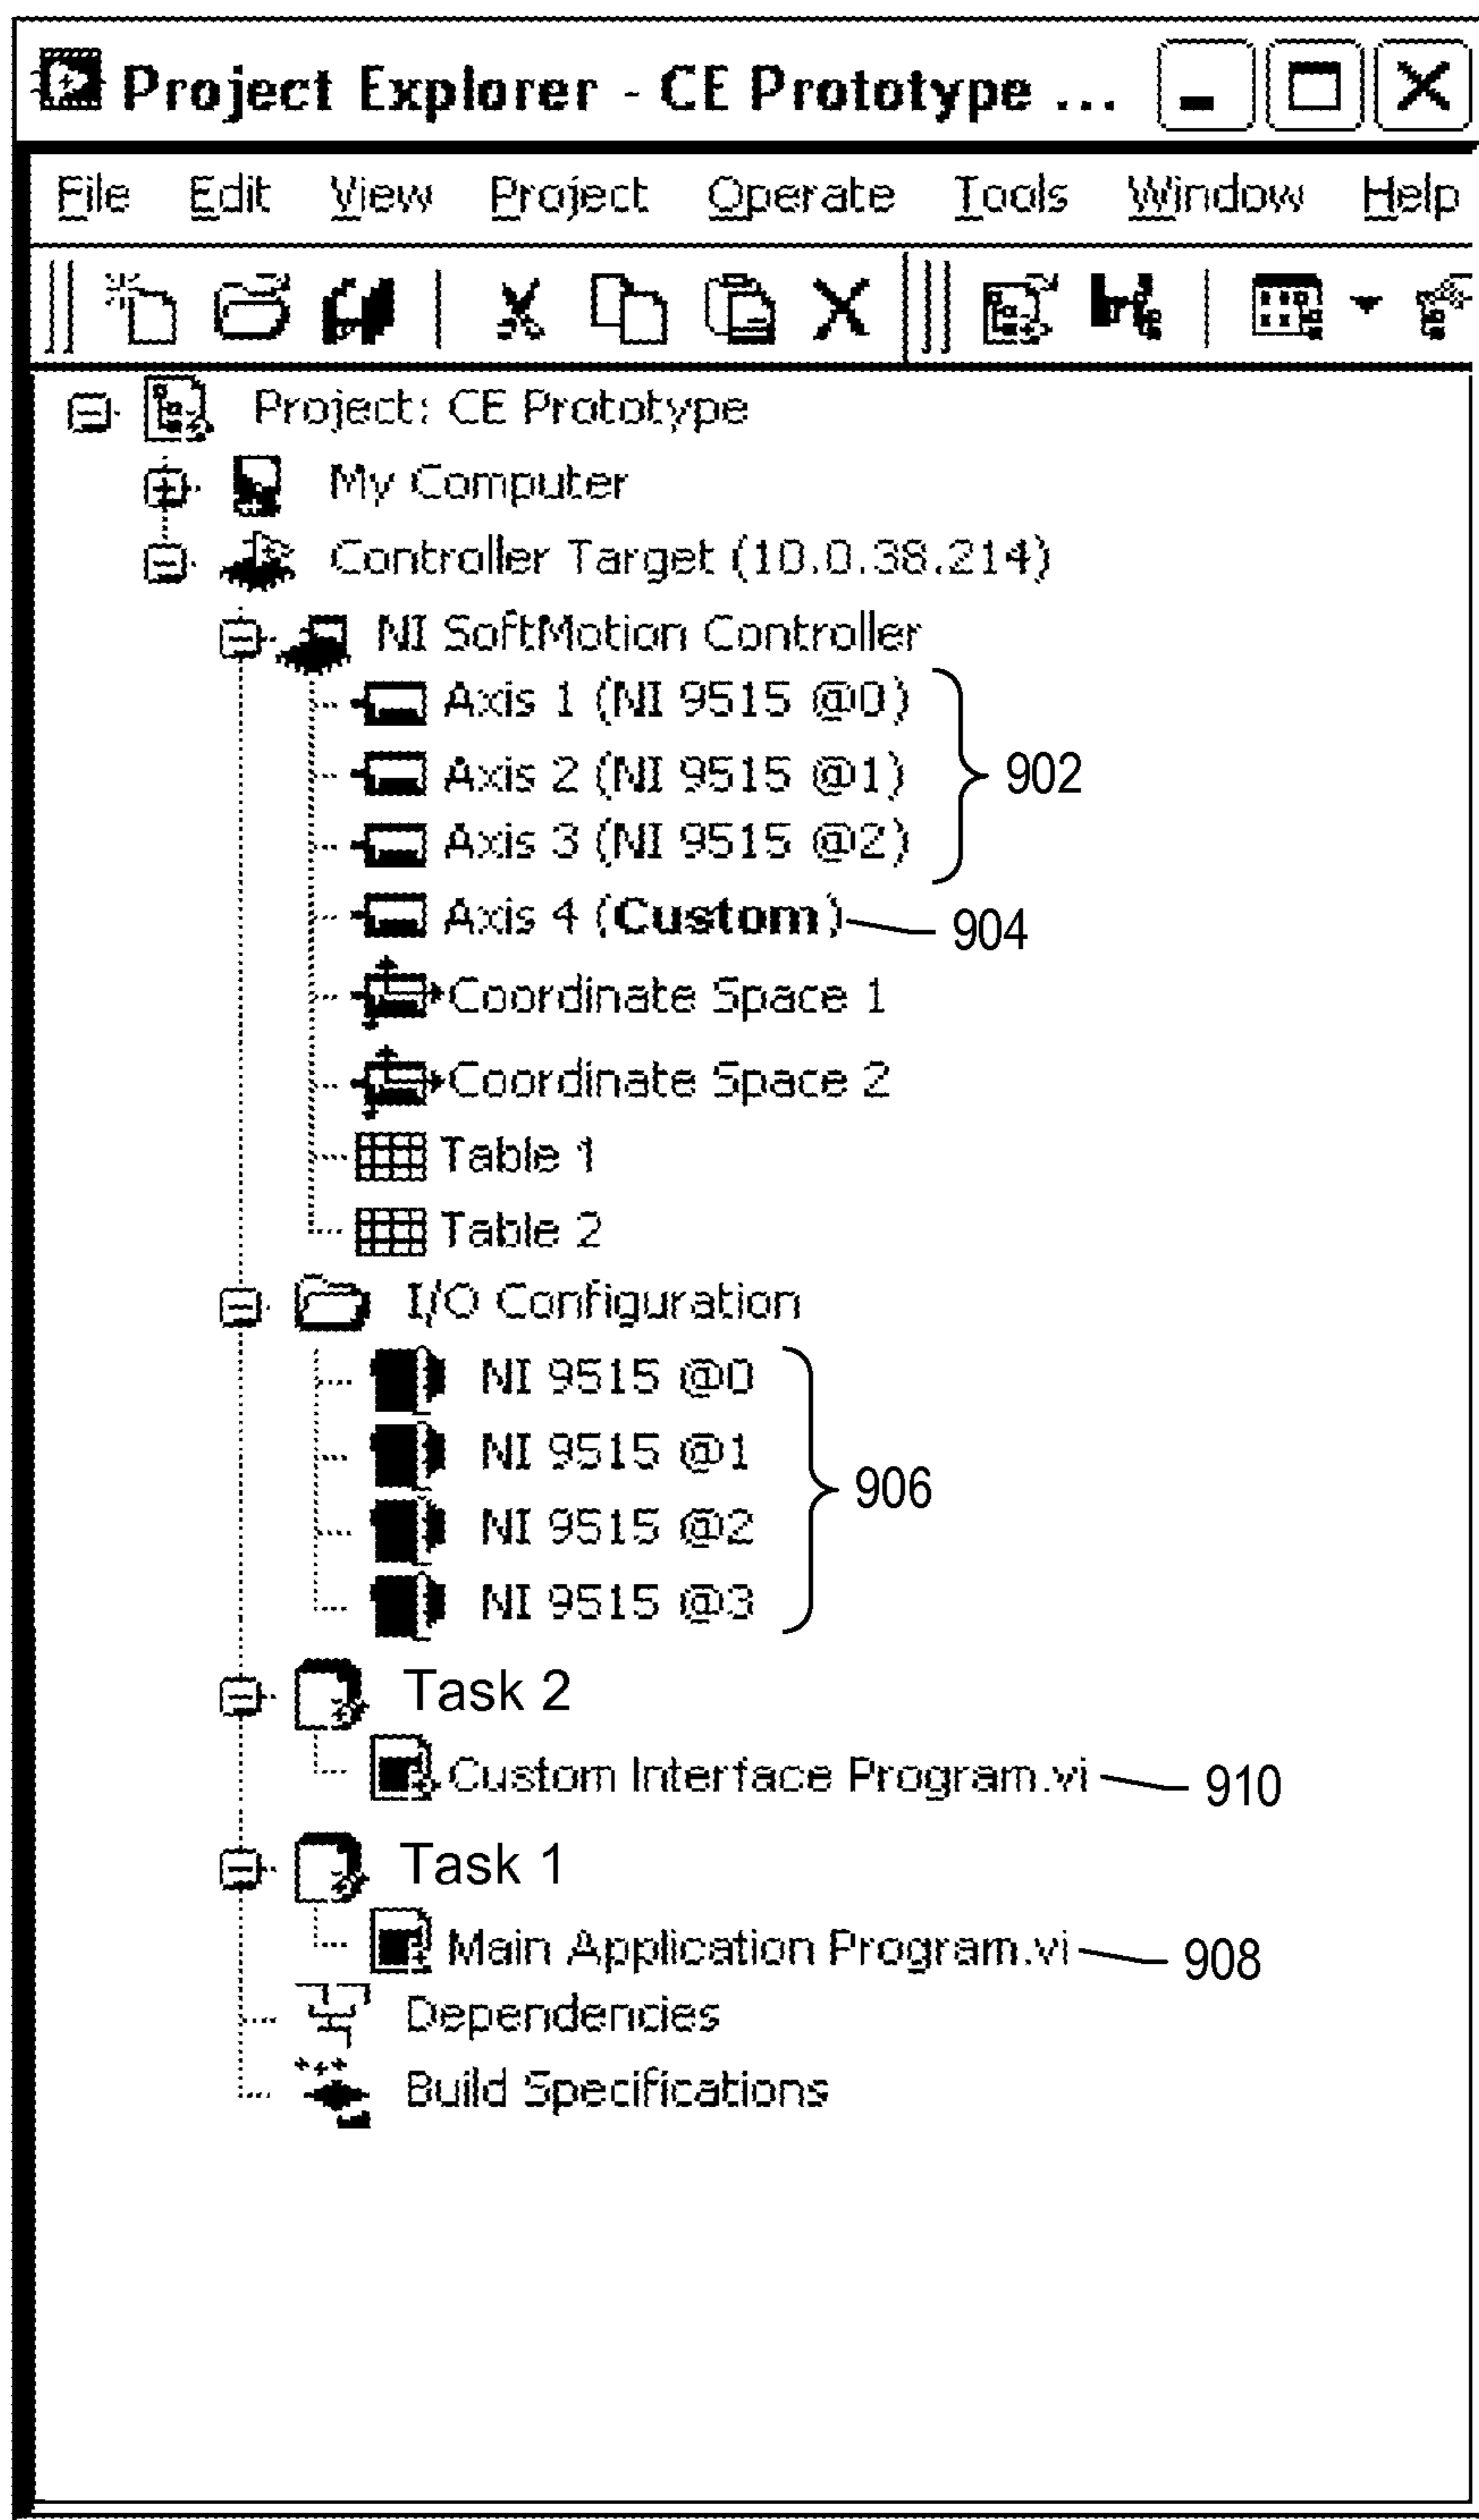 Project Explorer - CE Prototype ...
File Edit View Project Operate Tools Window Help
Project: CE Prototype
My Computer
Controller Target (10.0.38.214)
NI SoftMotion Controller
Axis 1 (NI 9515 @0)
Axis 2 (NI 9515 @1)
902
Axis 3 (NI 9515 @2)
Axis 4 (Custom)
904
Coordinate Space 1
Coordinate Space 2
Table 1
Table 2
I/O Configuration
NI 9515 @0
NI 9515 @1
906
NI 9515 @2
NI 9515 @3
Task 2
Custom Interface Program.vi
910
Task 1
Main Application Program.vi
908
Dependencies
Build Specifications